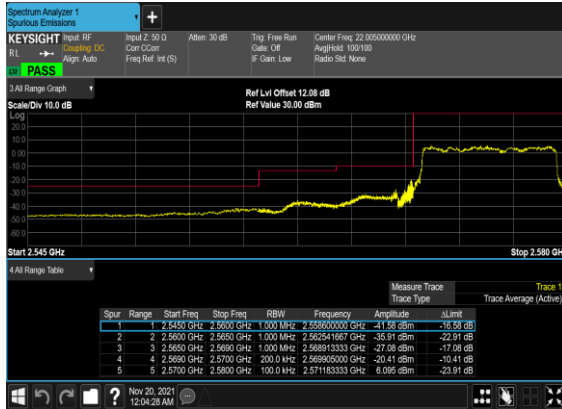 Spectrum Analyzer 1
Spurious Emissions
+
KEYSIGHT Input: RF Input Z: 50 Ω Atten: 30 dB Trig: Free Run Center Freq: 22.005000000 GHz
RL Coupling: DC Corr CCorr Gate: Off Avg|Hold: 100/100
Align: Auto Freq Ref: Int (S) IF Gain: Low Radio Std: None
PASS
3 All Range Graph Ref Lvl Offset 12.08 dB
Scale/Div 10.0 dB Ref Value 30.00 dBm
Log
20.0
10.0
0.00
-10.0
-20.0
-30.0
-40.0
-50.0
-60.0
Start 2.545 GHz Stop 2.580 GH
4 All Range Table
Measure Trace Trace 1
Trace Type Trace Average (Active)
Spur Range Start Freq Stop Freq RBW Frequency Amplitude ΔLimit
1 1 2.5450 GHz 2.5600 GHz 1.000 MHz 2.558600000 GHz -41.58 dBm -16.58 dB
2 2 2.5600 GHz 2.5650 GHz 1.000 MHz 2.562541667 GHz -35.91 dBm -22.91 dB
3 3 2.5650 GHz 2.5690 GHz 1.000 MHz 2.568913333 GHz -27.08 dBm -17.08 dB
4 4 2.5690 GHz 2.5700 GHz 200.0 kHz 2.569905000 GHz -20.41 dBm -10.41 dB
5 5 2.5700 GHz 2.5800 GHz 100.0 kHz 2.571183333 GHz 6.095 dBm -23.91 dB
? Nov 20, 2021
12:04:28 AM